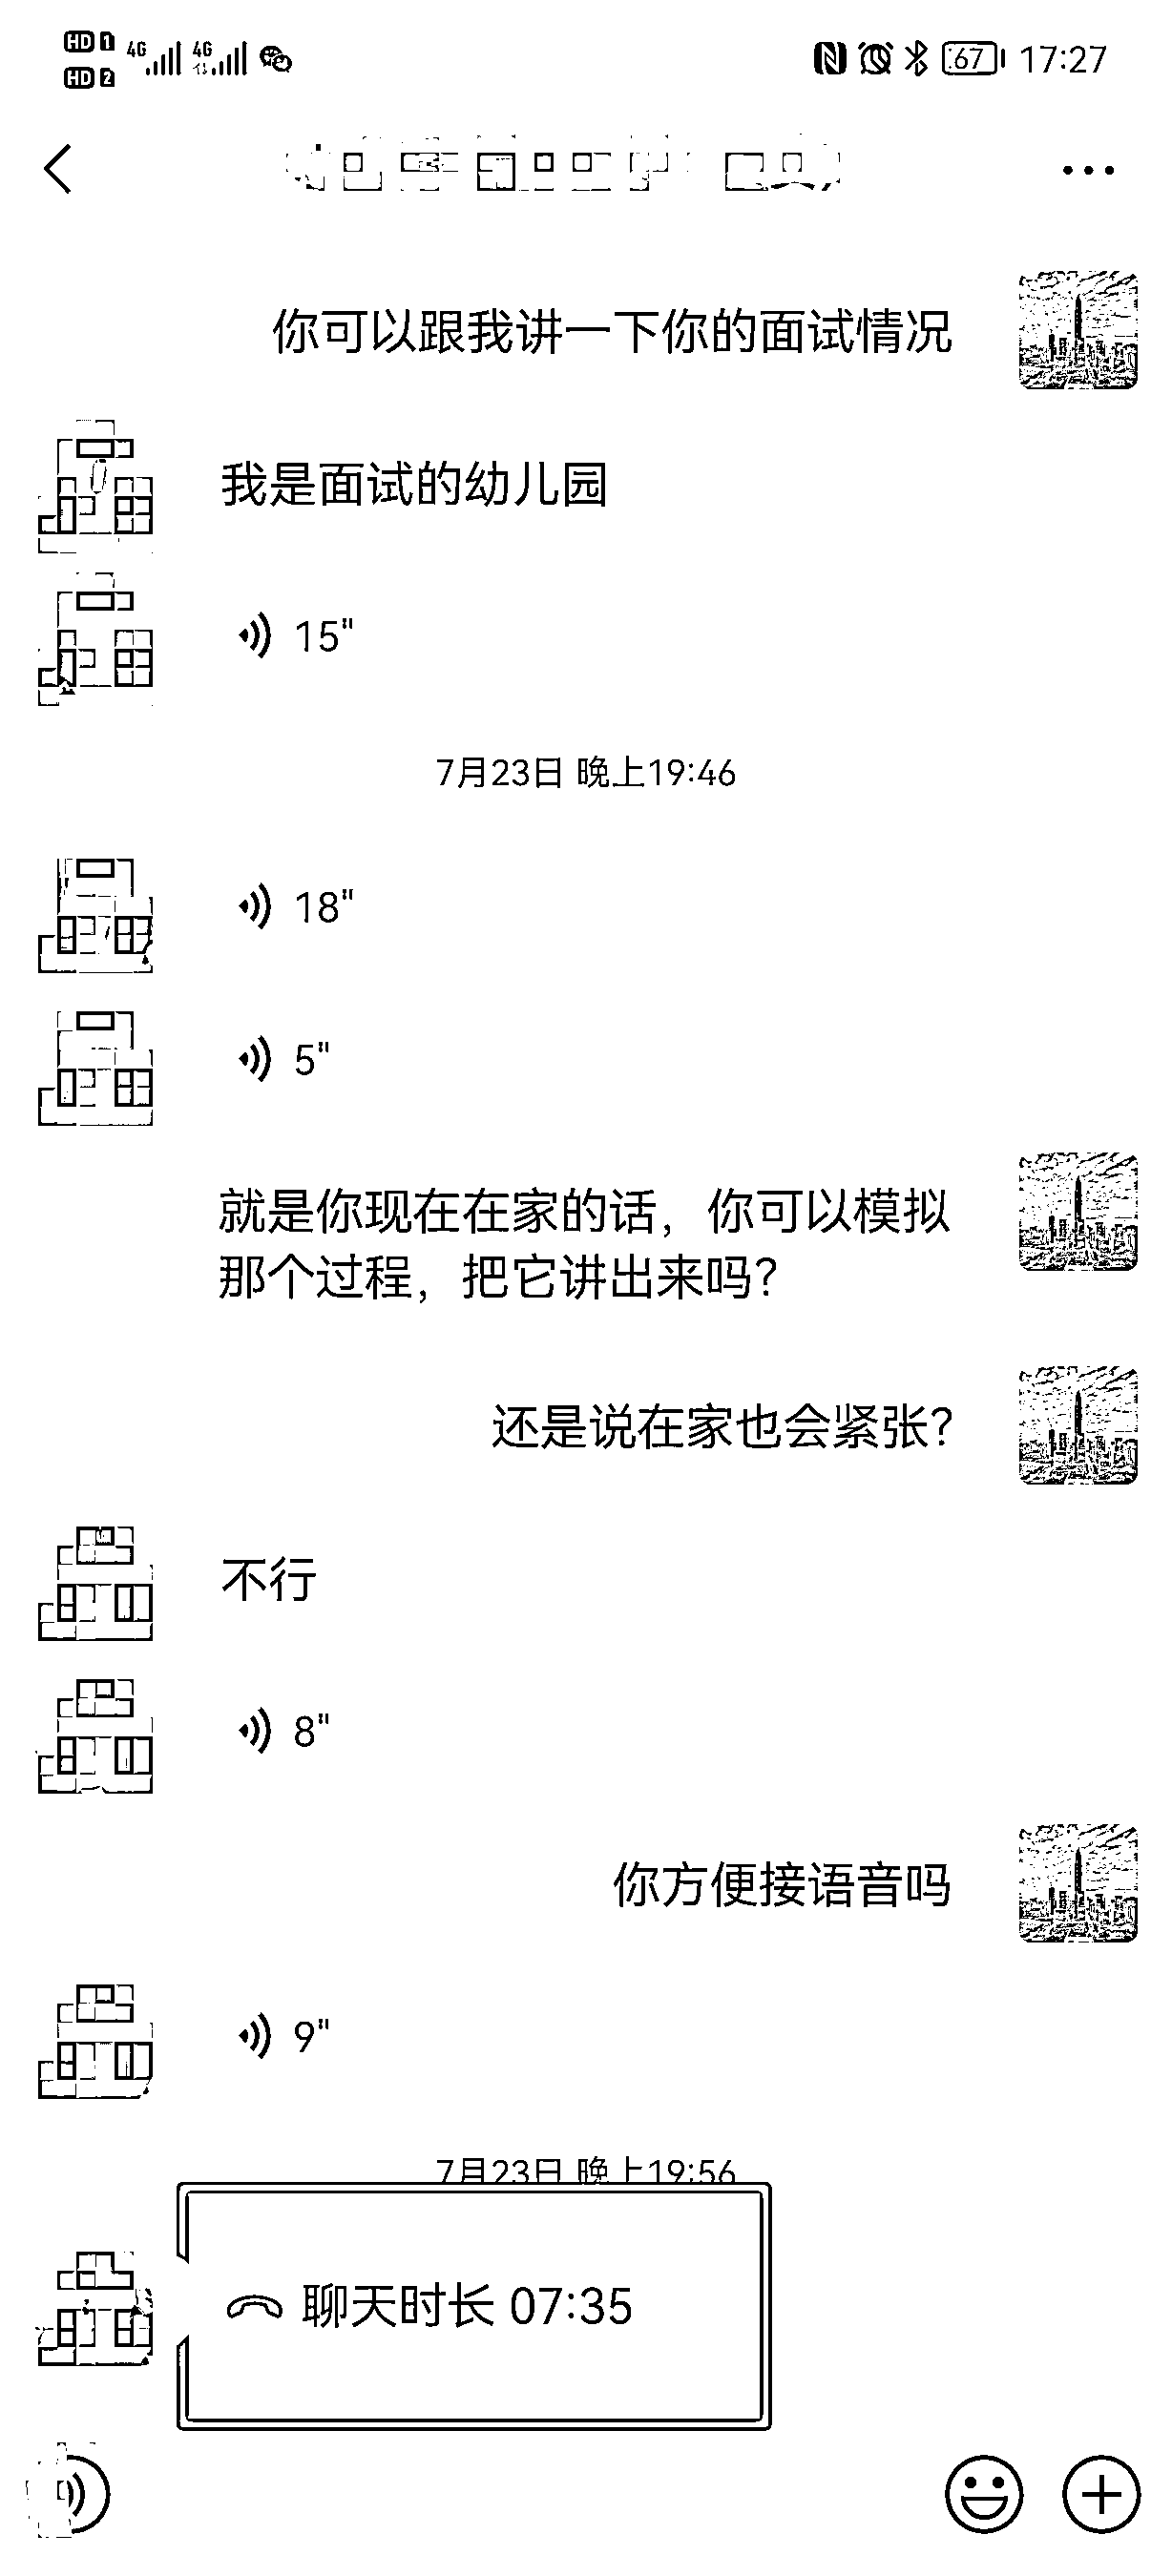 HD 1 4G 4G 67 17:27
HD 2
你可以跟我讲一下你的面试情况
我是面试的幼儿园
15"
7月23日 晚上19:46
18"
5"
就是你现在在家的话，你可以模拟
那个过程，把它讲出来吗？
还是说在家也会紧张？
不行
8"
你方便接语音吗
9"
7月23日 晚上19:56
聊天时长 07:35